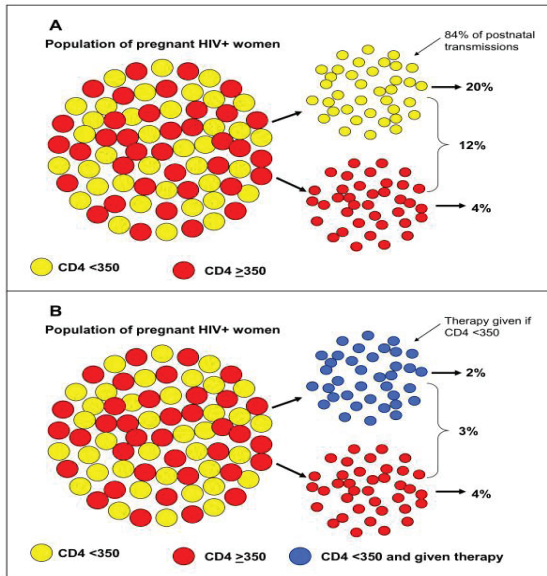 A
Population of pregnant HIV+ women
84% of postnatal
transmissions
20%
12%
4%
CD4 <350
CD4 ≥350
B
Population of pregnant HIV+ women
Therapy given if
CD4 <350
2%
3%
4%
CD4 <350
CD4 ≥350
CD4 <350 and given therapy